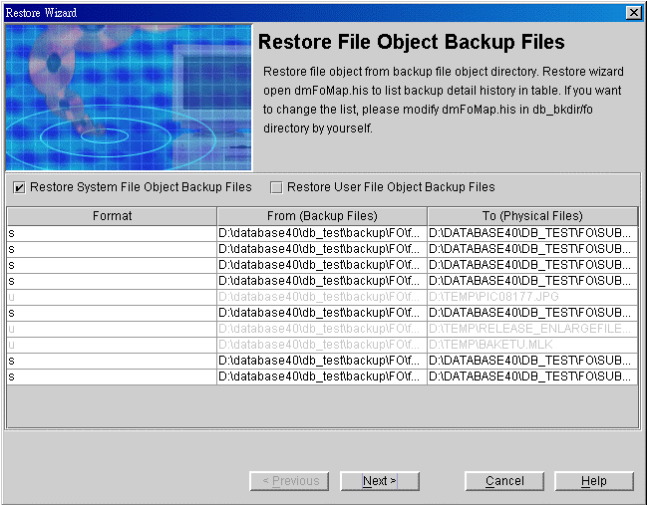 Restore Wizard
Restore File Object Backup Files
Restore file object from backup file object directory. Restore wizard
open dmFoMap.his to list backup detail history in table. If you want
to change the list, please modify dmFoMap.his in db_bkdir/fo
directory by yourself.
Restore System File Object Backup Files Restore User File Object Backup Files
Format From (Backup Files) To (Physical Files)
s D:\database40\db_test\backup\FO\f... D:\DATABASE40\DB_TEST\FO\SUB...
s D:\database40\db_test\backup\FO\f... D:\DATABASE40\DB_TEST\FO\SUB...
s D:\database40\db_test\backup\FO\f... D:\DATABASE40\DB_TEST\FO\SUB...
s D:\database40\db_test\backup\FO\f... D:\DATABASE40\DB_TEST\FO\SUB...
u D:\database40\db_test\backup\FO\f... D:\TEMP\PIC08177.JPG
s D:\database40\db_test\backup\FO\f... D:\DATABASE40\DB_TEST\FO\SUB...
u D:\database40\db_test\backup\FO\f... D:\TEMP\RELEASE_ENLARGEFILE...
u D:\database40\db_test\backup\FO\f... D:\TEMP\BAKETU.MLK
s D:\database40\db_test\backup\FO\f... D:\DATABASE40\DB_TEST\FO\SUB...
s D:\database40\db_test\backup\FO\f... D:\DATABASE40\DB_TEST\FO\SUB...
< Previous Next > Cancel Help